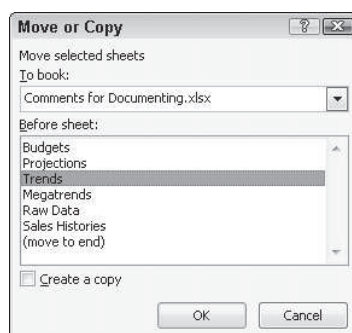 Move or Copy
Move selected sheets
To book:
Comments for Documenting.xlsx
Before sheet:
Budgets
Projections
Trends
Megatrends
Raw Data
Sales Histories
(move to end)
Create a copy
OK
Cancel